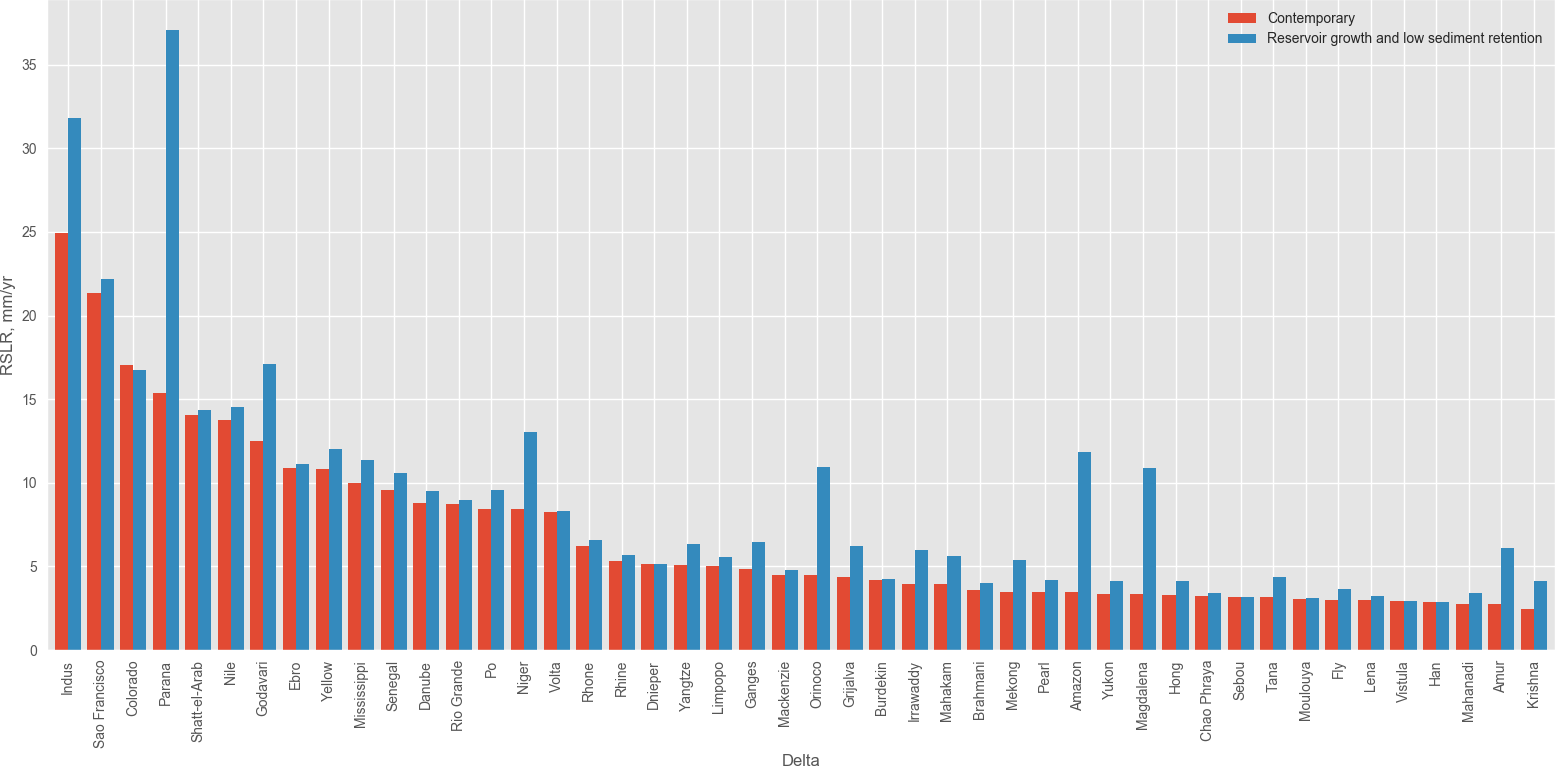 Contemporary
Reservoir growth and low sediment retention
RSLR, mm/yr
35
30
25
20
15
10
5
0
Indus
Sao Francisco
Colorado
Parana
Shatt-el-Arab
Nile
Godavari
Ebro
Yellow
Mississippi
Senegal
Danube
Rio Grande
Po
Niger
Volta
Rhone
Rhine
Dnieper
Yangtze
Limpopo
Ganges
Mackenzie
Orinoco
Grijalva
Burdekin
Irrawaddy
Mahakam
Brahmani
Mekong
Pearl
Amazon
Yukon
Magdalena
Hong
Chao Phraya
Sebou
Tana
Moulouya
Fly
Lena
Vistula
Han
Mahanadi
Amur
Krishna
Delta